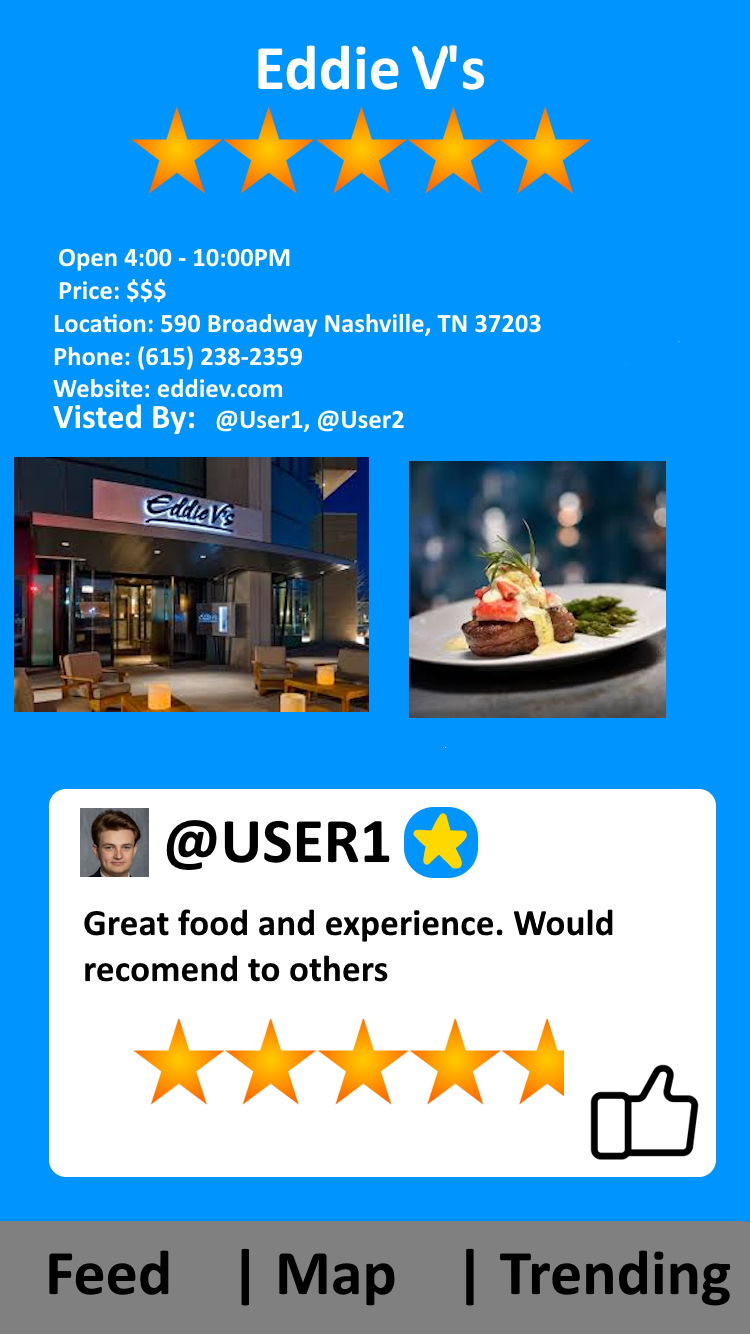 Eddie V's
Open 4:00 - 10:00PM
Price: $$$
Location: 590 Broadway Nashville, TN 37203
Phone: (615) 238-2359
Website: eddiev.com
Visted By: @User1, @User2
Eddie V's
@USER1
Great food and experience. Would
recomend to others
Feed | Map | Trending